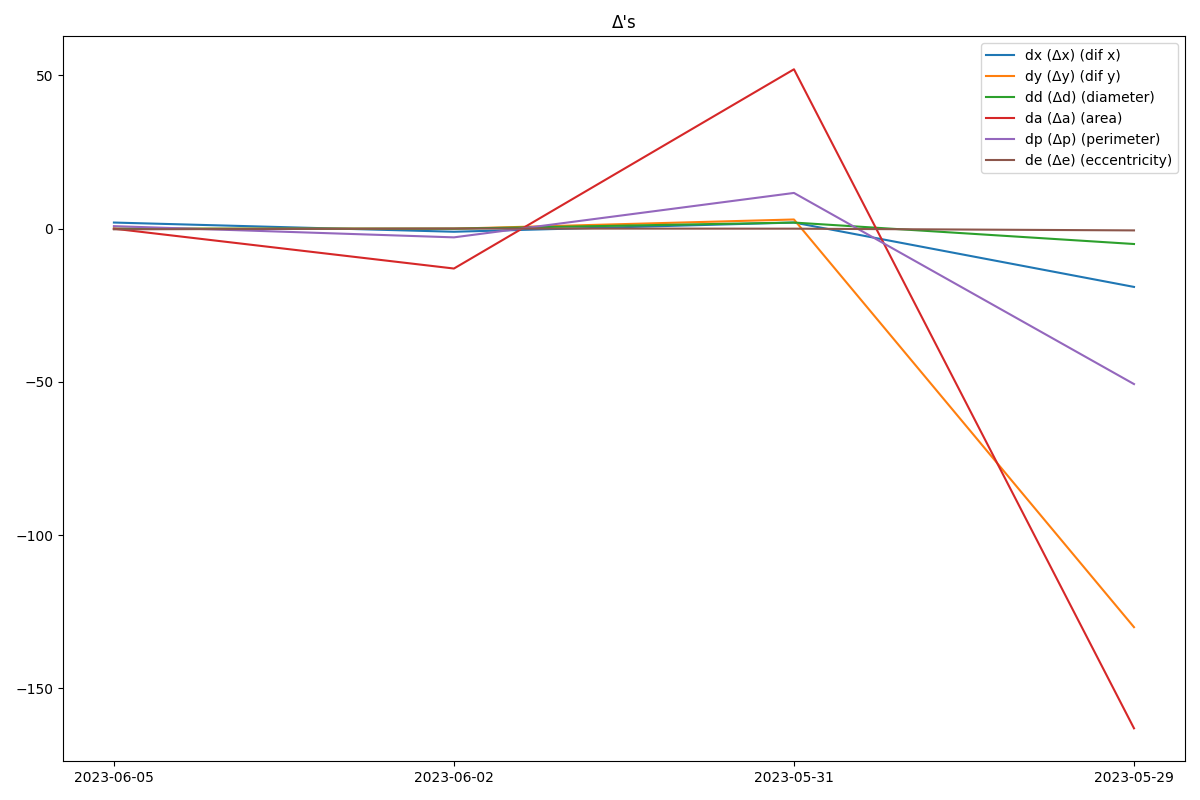 Δ's
dx (Δx) (dif x)
dy (Δy) (dif y)
dd (Δd) (diameter)
da (Δa) (area)
dp (Δp) (perimeter)
de (Δe) (eccentricity)
50
0
−50
−100
−150
2023-06-05 2023-06-02 2023-05-31 2023-05-29